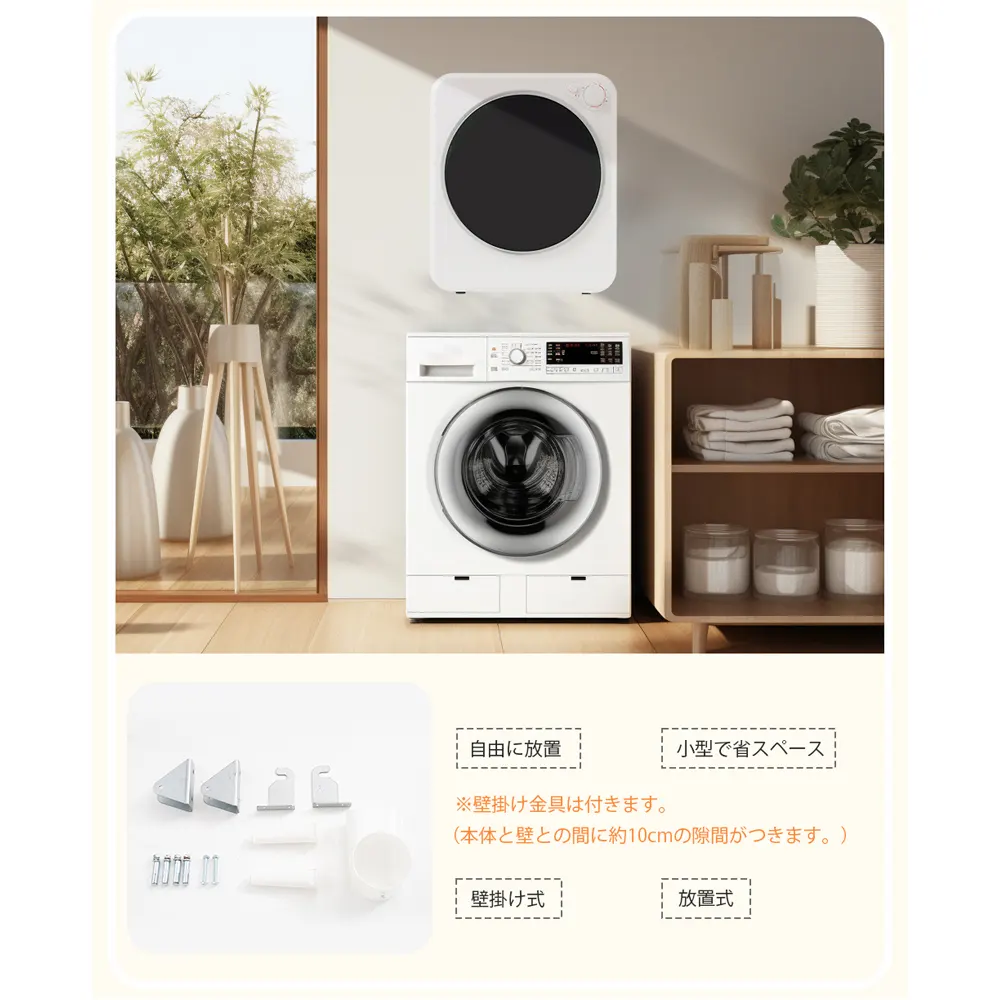 自由に放置
小型で省スペース
※壁掛け金具は付きます。
（本体と壁との間に約10cmの隙間がつきます。）
壁掛け式
放置式